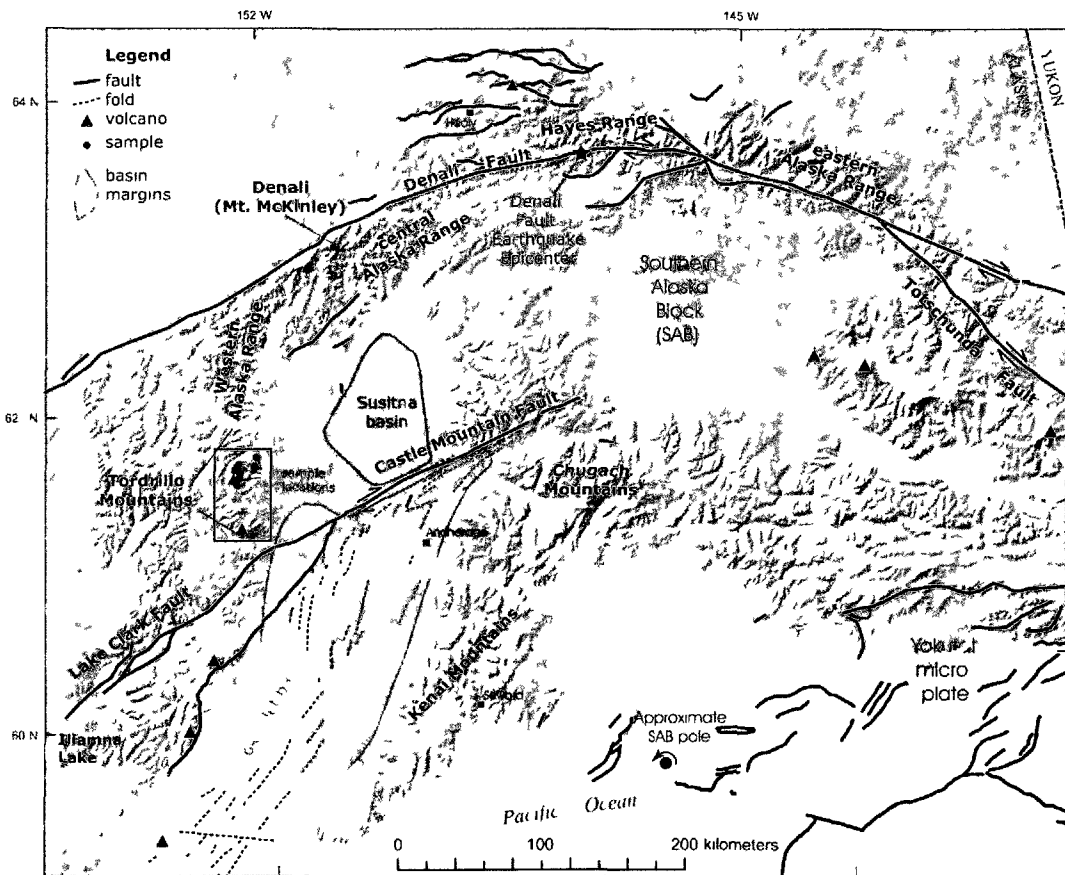 152 W
145 W
Legend
fault
fold
volcano
sample
basin
margins
64 N
ALASKA
YUKON
Healy
Hayes Range
eastern
Alaska Range
Denali Fault
Denali
(Mt. McKinley)
central
Alaska Range
Denali
Fault
Earthquake
Epicenter
Southern
Alaska
Block
(SAB)
Totschunda
Fault
Western
Alaska Range
62 N
Susitna
basin
Castle Mountain Fault
Tordrillo
Mountains
sample
locations
Chugach
Mountains
Anchorage
Lake Clark Fault
Kenai Mountains
Seward
micro
plate
60 N
Iliamna
Lake
Approximate
SAB pole
Pacific Ocean
0 100 200 kilometers